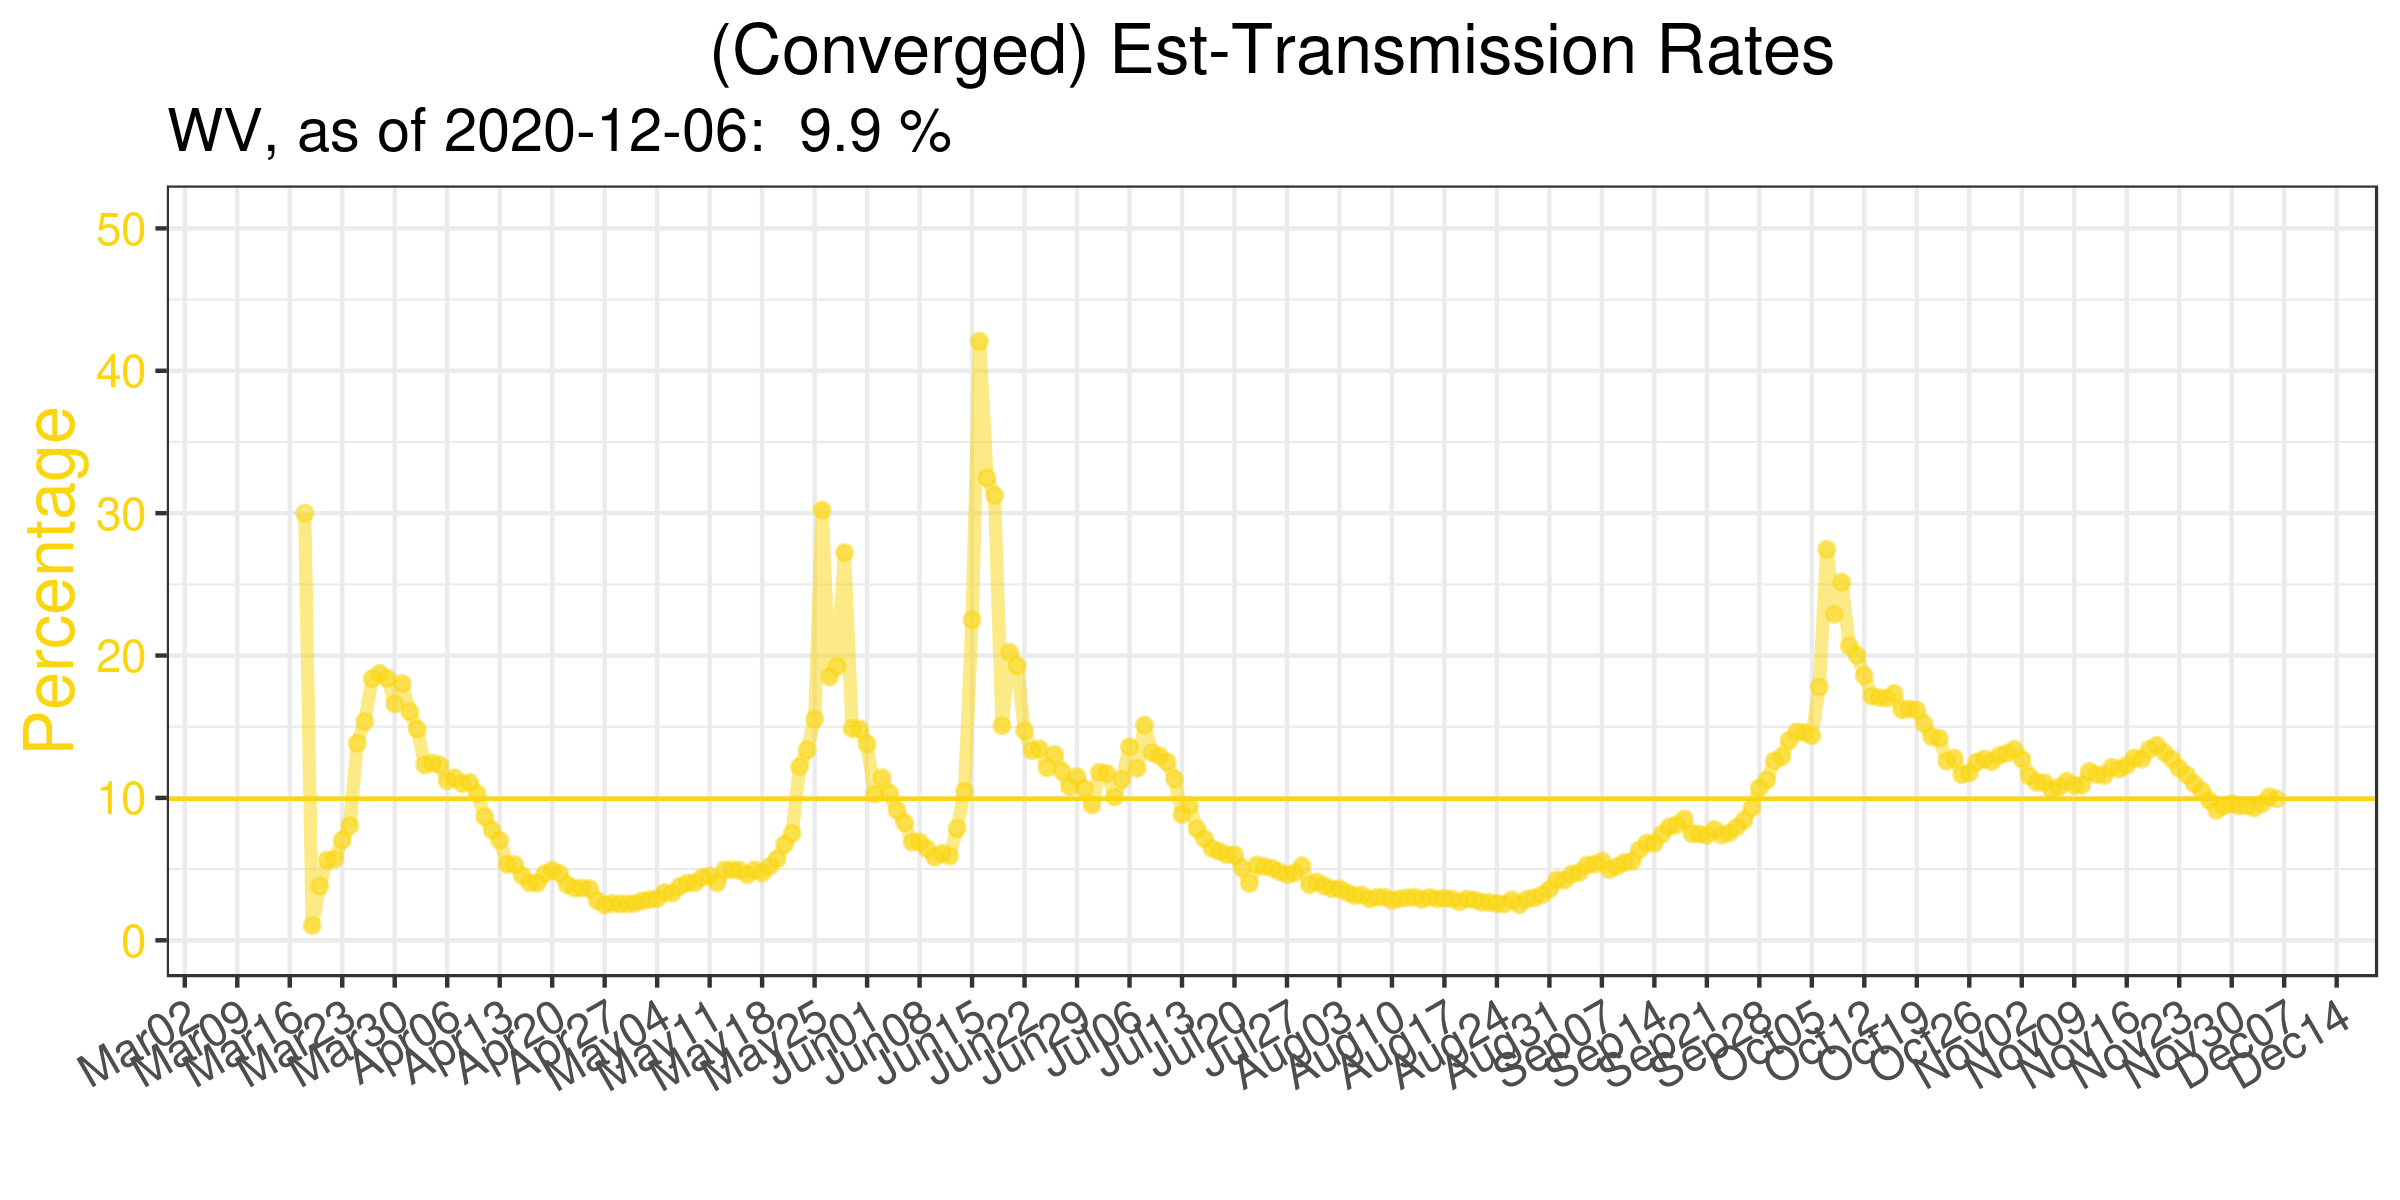 (Converged) Est-Transmission Rates
WV, as of 2020-12-06:  9.9 %
Percentage
50
40
30
20
10
0
Mar02
Mar09
Mar16
Mar23
Mar30
Apr06
Apr13
Apr20
Apr27
May04
May11
May18
May25
Jun01
Jun08
Jun15
Jun22
Jun29
Jul06
Jul13
Jul20
Jul27
Aug03
Aug10
Aug17
Aug24
Aug31
Sep07
Sep14
Sep21
Sep28
Oct05
Oct12
Oct19
Oct26
Nov02
Nov09
Nov16
Nov23
Nov30
Dec07
Dec14